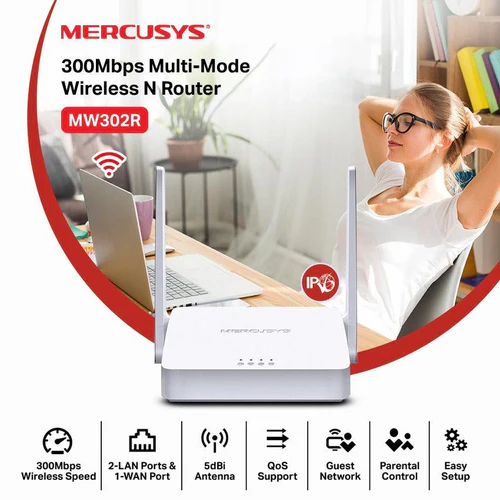 MERCUSYS®
300Mbps Multi-Mode
Wireless N Router
MW302R
IPV6
MERCUSYS
300Mbps
Wireless Speed
2-LAN Ports &
1-WAN Port
5dBi
Antenna
QoS
Support
Guest
Network
Parental
Control
Easy
Setup